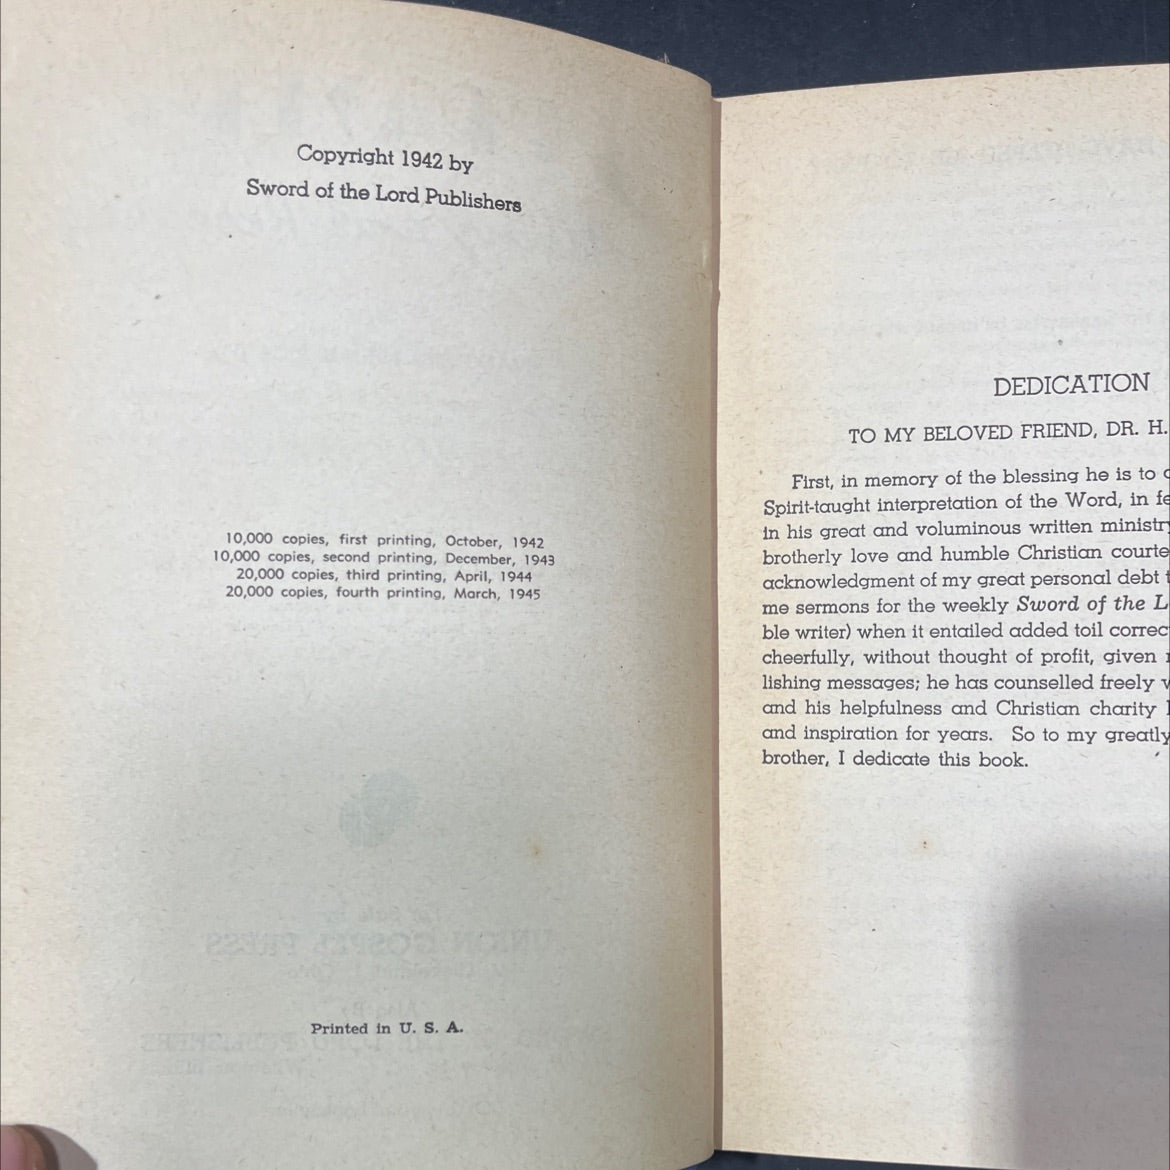 Copyright 1942 by
Sword of the Lord Publishers
10,000 copies, first printing, October, 1942
10,000 copies, second printing, December, 1943
20,000 copies, third printing, April, 1944
20,000 copies, fourth printing, March, 1945
Printed in U. S. A.
DEDICATION
TO MY BELOVED FRIEND, DR. H.
First, in memory of the blessing he is to
Spirit-taught interpretation of the Word, in
in his great and voluminous written ministry
brotherly love and humble Christian
acknowledgment of my great personal debt
me sermons for the weekly Sword of the L
ble writer) when it entailed added toil
cheerfully, without thought of profit, given
lishing messages; he has counselled freely
and his helpfulness and Christian charity
and inspiration for years. So to my greatly
brother, I dedicate this book.